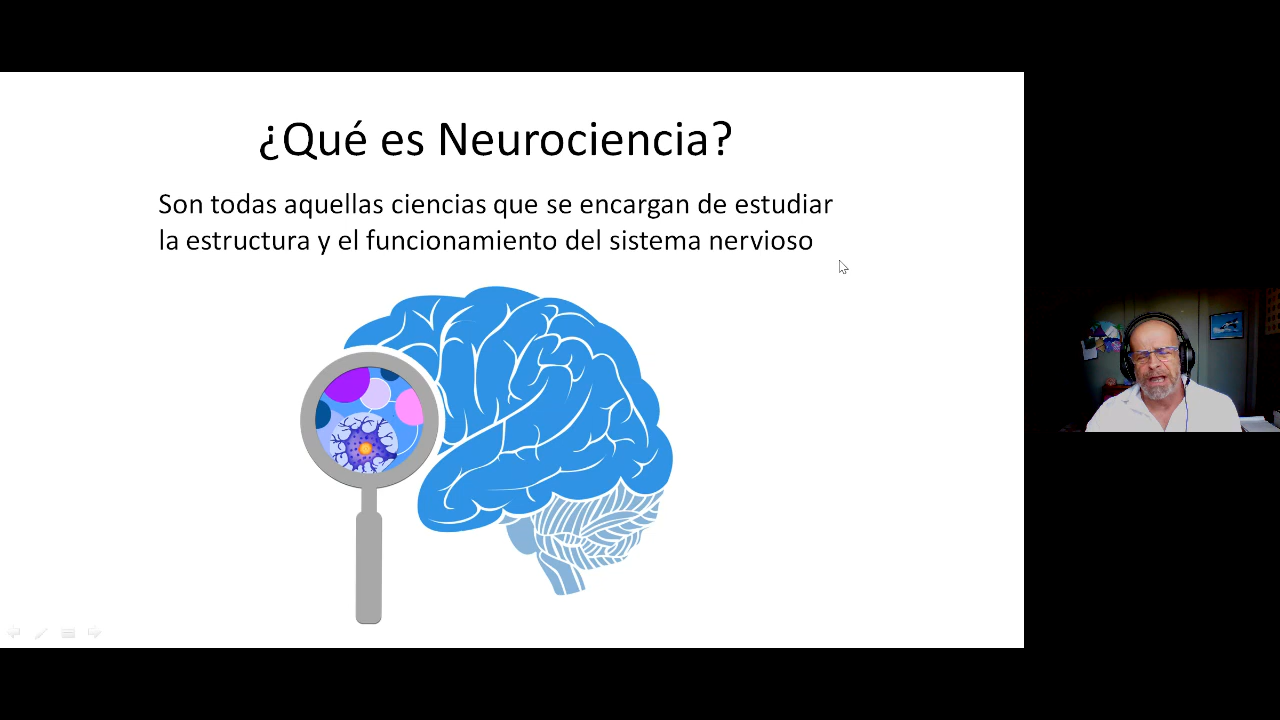 ¿Qué es Neurociencia?
Son todas aquellas ciencias que se encargan de estudiar
la estructura y el funcionamiento del sistema nervioso